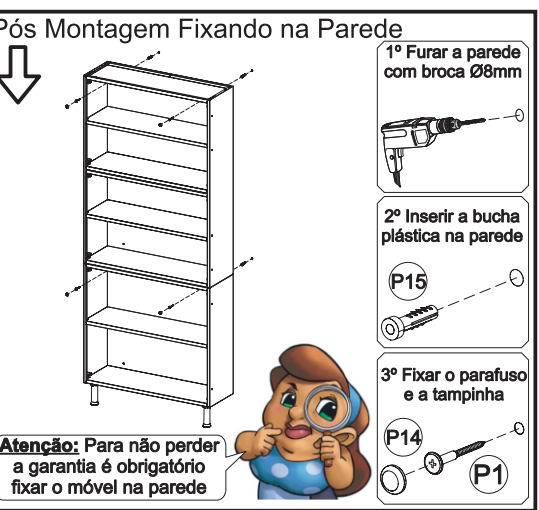 Pós Montagem Fixando na Parede
1º Furar a parede
com broca Ø8mm
2º Inserir a bucha
plástica na parede
P15
3º Fixar o parafuso
e a tampinha
P14
P1
Atenção: Para não perder
a garantia é obrigatório
fixar o móvel na parede